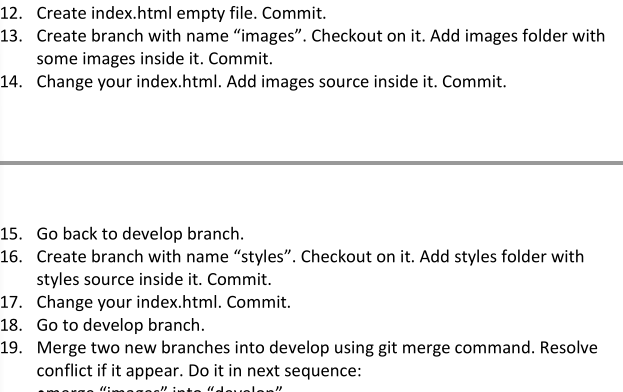 12. Create index.html empty file. Commit.
13. Create branch with name “images”. Checkout on it. Add images folder with
some images inside it. Commit.
14. Change your index.html. Add images source inside it. Commit.
15. Go back to develop branch.
16. Create branch with name “styles”. Checkout on it. Add styles folder with
styles source inside it. Commit.
17. Change your index.html. Commit.
18. Go to develop branch.
19. Merge two new branches into develop using git merge command. Resolve
conflict if it appear. Do it in next sequence:
•merge “images” into “develop”